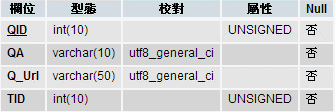 欄位 型態 校對 屬性 Null
QID int(10) UNSIGNED 否
QA varchar(10) utf8_general_ci 否
Q_Url varchar(50) utf8_general_ci 否
TID int(10) UNSIGNED 否